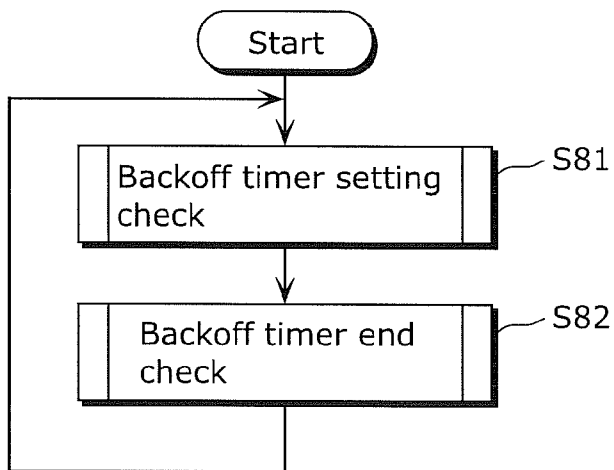 Start
Backoff timer setting
check
S81
Backoff timer end
check
S82